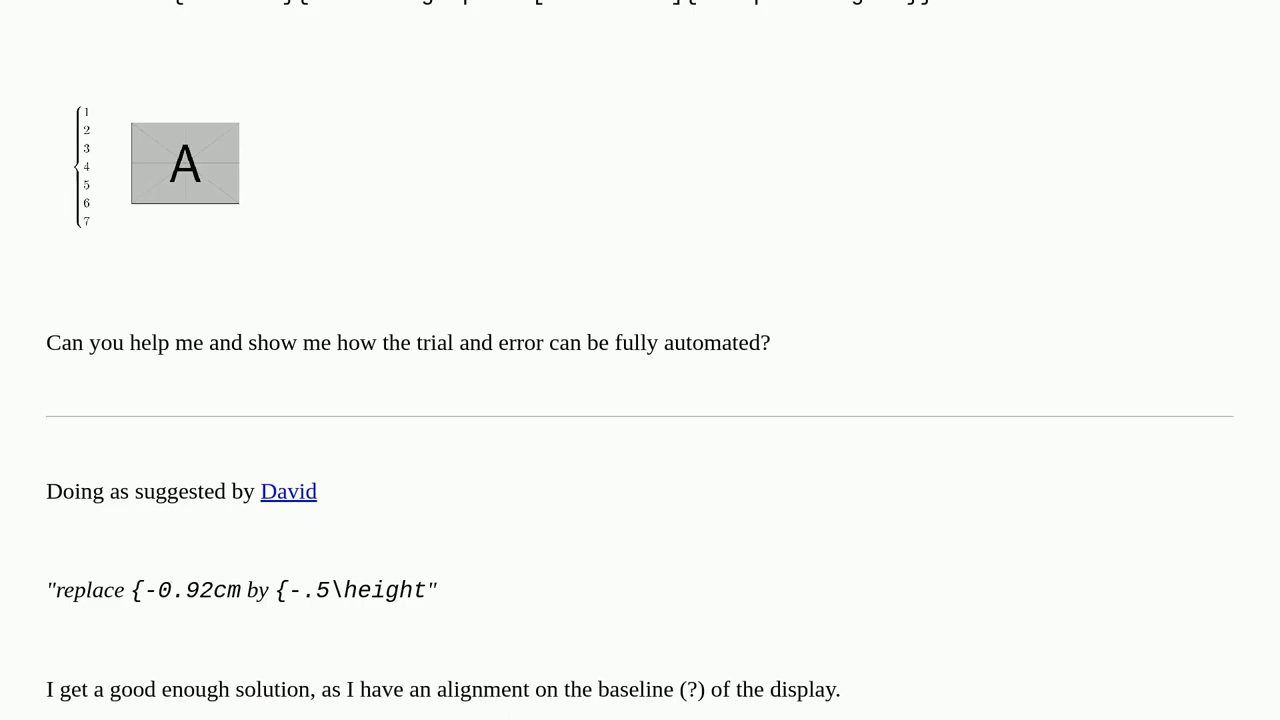 1
2
3
4
5
6
7
A
Can you help me and show me how the trial and error can be fully automated?
Doing as suggested by David
"replace {-0.92cm by {-.5\height"
I get a good enough solution, as I have an alignment on the baseline (?) of the display.